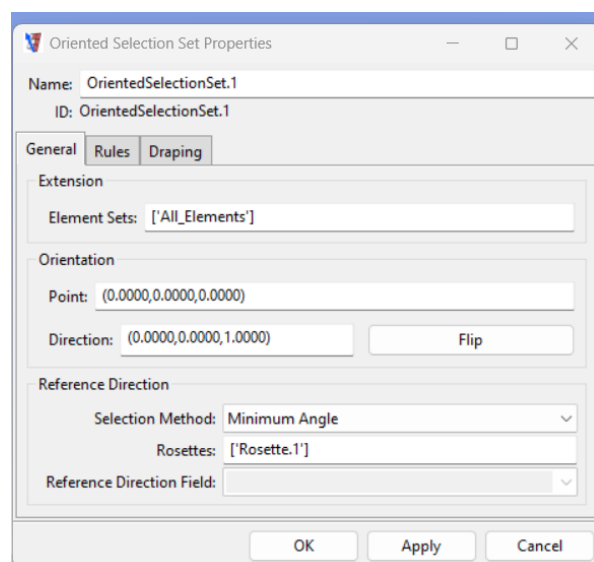 Oriented Selection Set Properties
Name: OrientedSelectionSet.1
ID: OrientedSelectionSet.1
General Rules Draping
Extension
Element Sets: ['All_Elements']
Orientation
Point: (0.0000,0.0000,0.0000)
Direction: (0.0000,0.0000,1.0000) Flip
Reference Direction
Selection Method: Minimum Angle
Rosettes: ['Rosette.1']
Reference Direction Field:
OK Apply Cancel